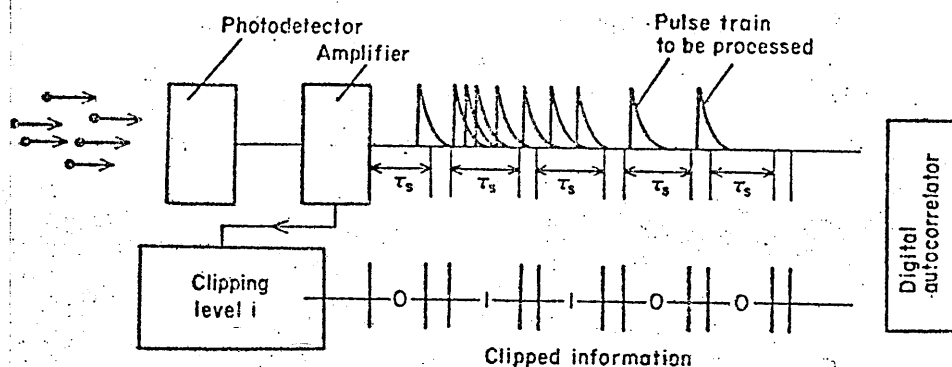 Photodetector
Amplifier
Pulse train
to be processed
τs τs τs τs τs
Clipping
level i
0 1 1 0 0
Clipped information
Digital
autocorrelator